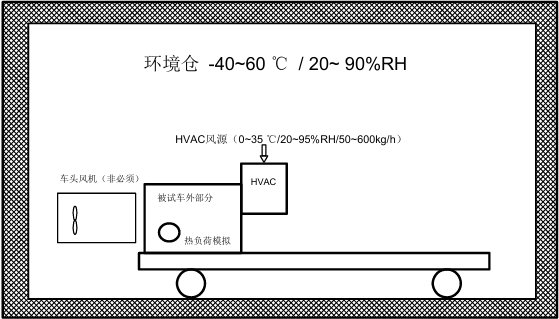 环境仓 -40~60 ℃ / 20~ 90%RH
HVAC风源（0~35 ℃/20~95%RH/50~600kg/h）
车头风机（非必须）
HVAC
被试车外部分
热负荷模拟